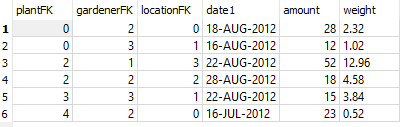 plantFK gardenerFK locationFK date1 amount weight
1 0 2 0 18-AUG-2012 28 2.32
2 0 3 1 16-AUG-2012 12 1.02
3 2 1 3 22-AUG-2012 52 12.96
4 2 2 2 28-AUG-2012 18 4.58
5 3 3 1 22-AUG-2012 15 3.84
6 4 2 0 16-JUL-2012 23 0.52